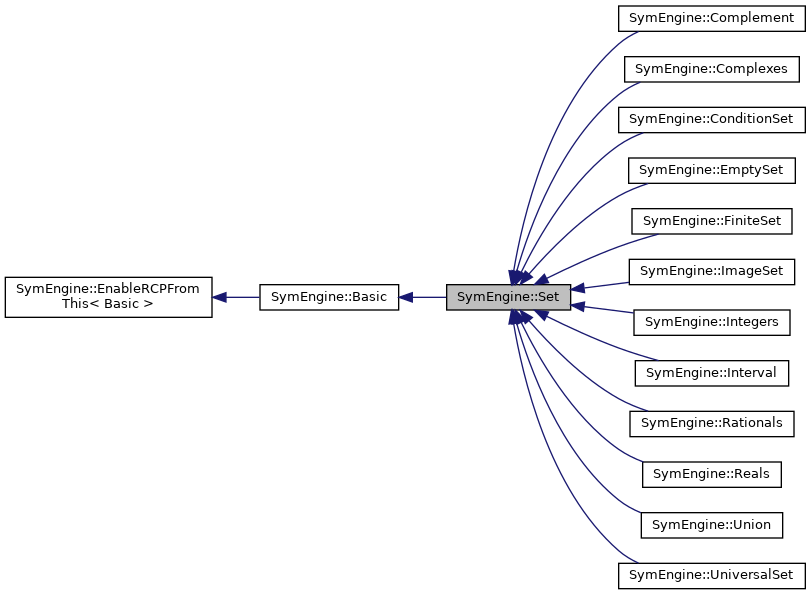 SymEngine::Complement
SymEngine::Complexes
SymEngine::ConditionSet
SymEngine::EmptySet
SymEngine::FiniteSet
SymEngine::ImageSet
SymEngine::EnableRCPFrom
This< Basic >
SymEngine::Basic
SymEngine::Set
SymEngine::Integers
SymEngine::Interval
SymEngine::Rationals
SymEngine::Reals
SymEngine::Union
SymEngine::UniversalSet